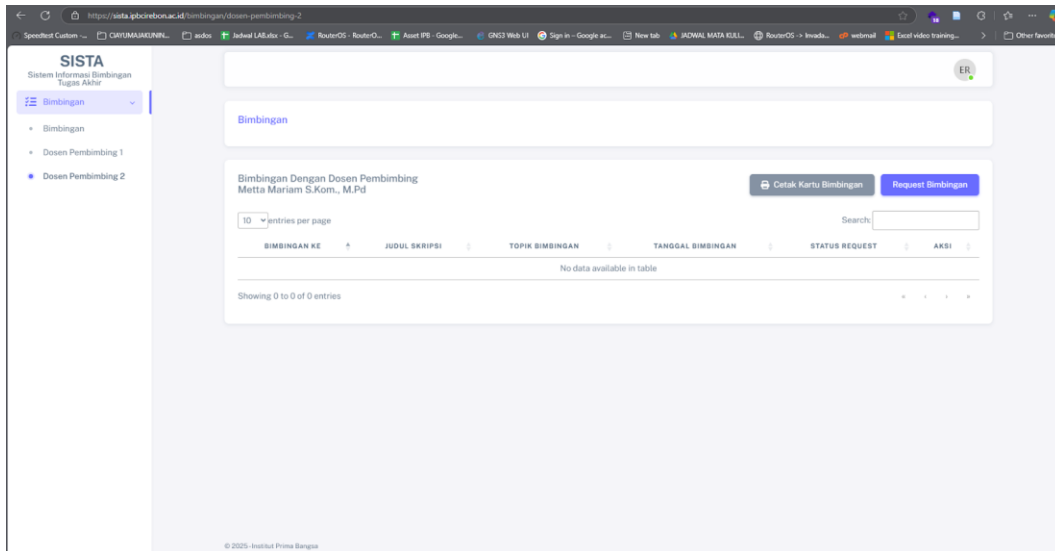 https://sista.ipbcirebon.ac.id/bimbingan/dosen-pembimbing-2
Speedtest Custom -... CIAYUMAJAKUNIN... asdos Jadwal LAB.xlsx - G... RouterOS - RouterO... Asset IPB - Google... GNS3 Web UI Sign in – Google ac... New tab JADWAL MATA KULI... RouterOS -> Invada... webmail Excel video training... Other favorite
SISTA
Sistem Informasi Bimbingan
Tugas Akhir
Bimbingan
Bimbingan
Dosen Pembimbing 1
Dosen Pembimbing 2
ER
Bimbingan
Bimbingan Dengan Dosen Pembimbing
Metta Mariam S.Kom., M.Pd
Cetak Kartu Bimbingan Request Bimbingan
10 entries per page Search:
BIMBINGAN KE JUDUL SKRIPSI TOPIK BIMBINGAN TANGGAL BIMBINGAN STATUS REQUEST AKSI
No data available in table
Showing 0 to 0 of 0 entries « ‹ › »
© 2025 - Institut Prima Bangsa